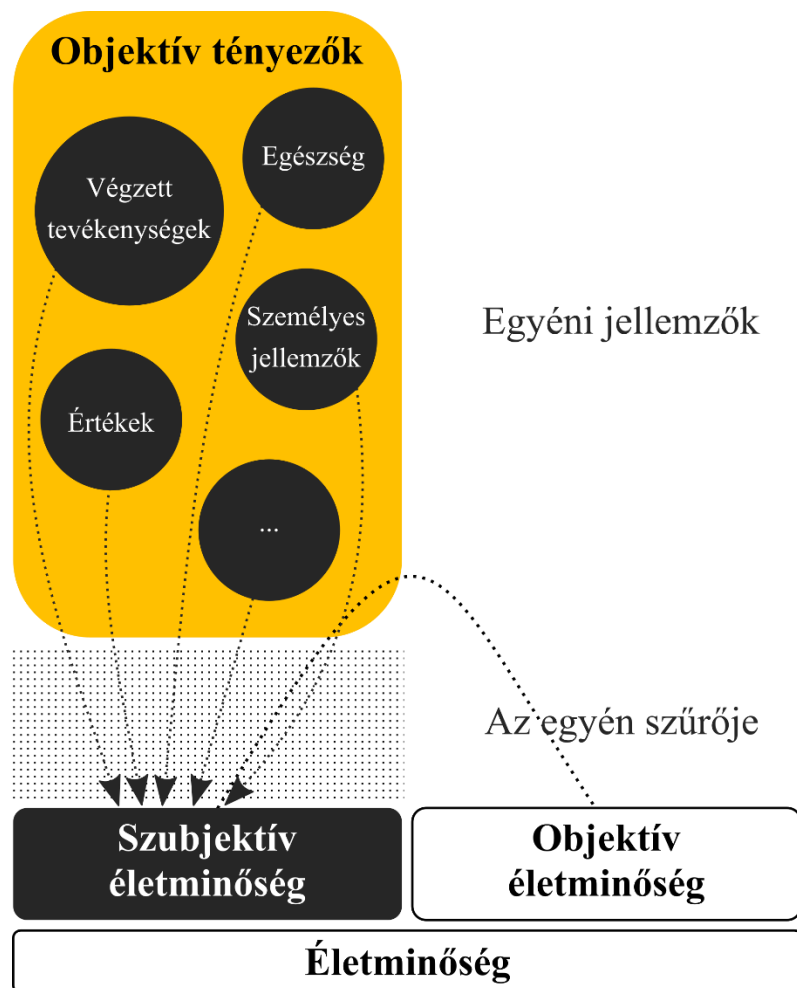 Objektív tényezők
Egészség
Végzett
tevékenységek
Személyes
jellemzők
Egyéni jellemzők
Értékek
...
Az egyén szűrője
Szubjektív
életminőség
Objektív
életminőség
Életminőség